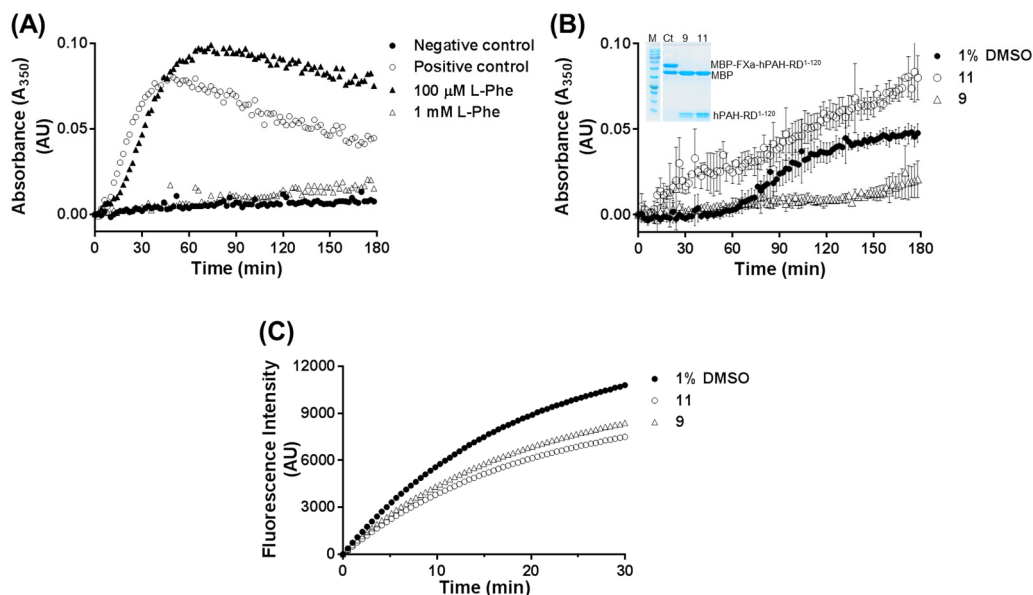 (A)
0.10
0.05
0.00
0 30 60 90 120 150 180
Absorbance (A350)
(AU)
Time (min)
Negative control
Positive control
100 µM L-Phe
1 mM L-Phe
(B)
0.10
0.05
0.00
0 30 60 90 120 150 180
Absorbance (A350)
(AU)
Time (min)
M Ct 9 11
MBP-FXa-hPAH-RD1-120
MBP
hPAH-RD1-120
1% DMSO
11
9
(C)
12000
9000
6000
3000
0
0 10 20 30
Fluorescence Intensity
(AU)
Time (min)
1% DMSO
11
9